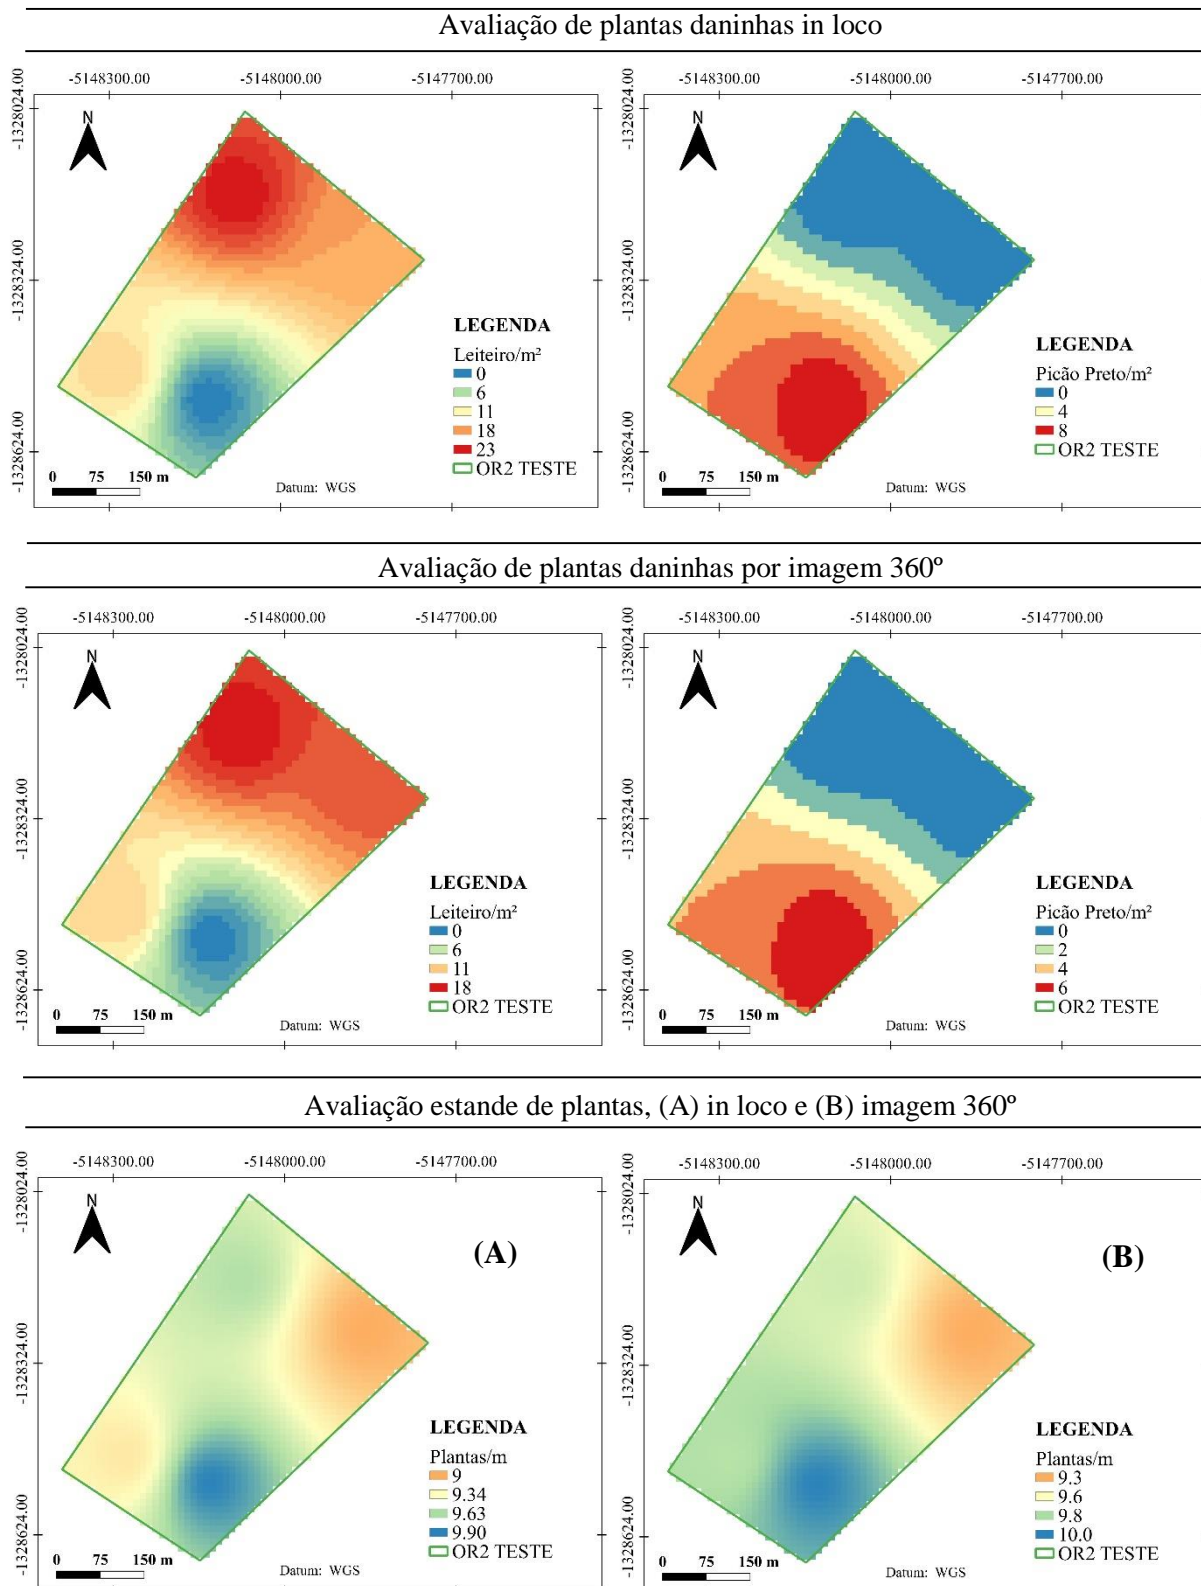 Avaliação de plantas daninhas in loco
-5148300.00 -5148000.00 -5147700.00
-1328024.00
-1328324.00
-1328624.00
N
LEGENDA
Leiteiro/m²
0
6
11
18
23
OR2 TESTE
0 75 150 m
Datum: WGS
-5148300.00 -5148000.00 -5147700.00
-1328024.00
-1328324.00
-1328624.00
N
LEGENDA
Picão Preto/m²
0
4
8
OR2 TESTE
0 75 150 m
Datum: WGS
Avaliação de plantas daninhas por imagem 360º
-5148300.00 -5148000.00 -5147700.00
-1328024.00
-1328324.00
-1328624.00
N
LEGENDA
Leiteiro/m²
0
6
11
18
OR2 TESTE
0 75 150 m
Datum: WGS
-5148300.00 -5148000.00 -5147700.00
-1328024.00
-1328324.00
-1328624.00
N
LEGENDA
Picão Preto/m²
0
2
4
6
OR2 TESTE
0 75 150 m
Datum: WGS
Avaliação estande de plantas, (A) in loco e (B) imagem 360º
-5148300.00 -5148000.00 -5147700.00
-1328024.00
-1328324.00
-1328624.00
N
(A)
LEGENDA
Plantas/m
9
9.34
9.63
9.90
OR2 TESTE
0 75 150 m
Datum: WGS
-5148300.00 -5148000.00 -5147700.00
-1328024.00
-1328324.00
-1328624.00
N
(B)
LEGENDA
Plantas/m
9.3
9.6
9.8
10.0
OR2 TESTE
0 75 150 m
Datum: WGS